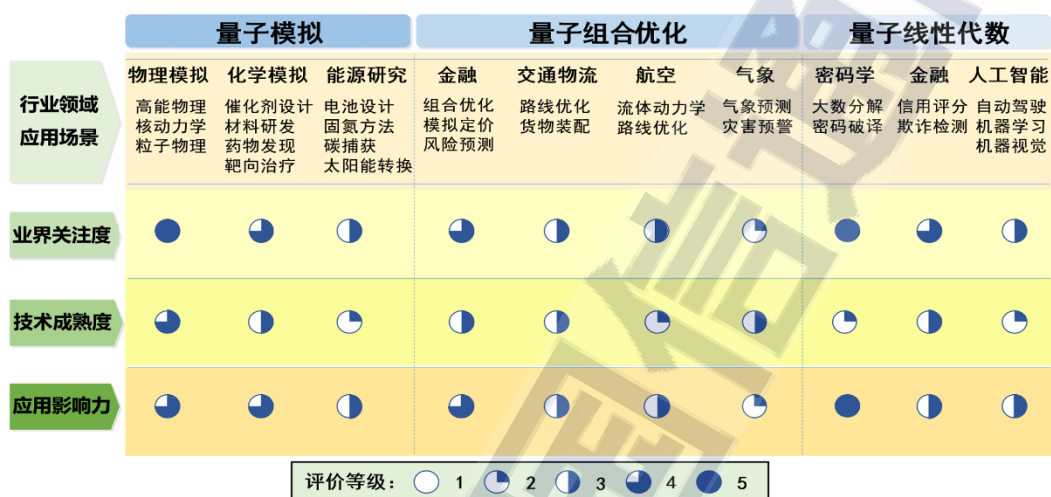 量子模拟 量子组合优化 量子线性代数
行业领域
应用场景
物理模拟 化学模拟 能源研究 金融 交通物流 航空 气象 密码学 金融 人工智能
高能物理 催化剂设计 电池设计 组合优化 路线优化 流体动力学 气象预测 大数分解 信用评分 自动驾驶
核动力学 材料研发 固氮方法 模拟定价 货物装配 路线优化 灾害预警 密码破译 欺诈检测 机器学习
粒子物理 药物发现 碳捕获 风险预测 机器视觉
靶向治疗 太阳能转换
业界关注度
技术成熟度
应用影响力
评价等级： 1 2 3 4 5